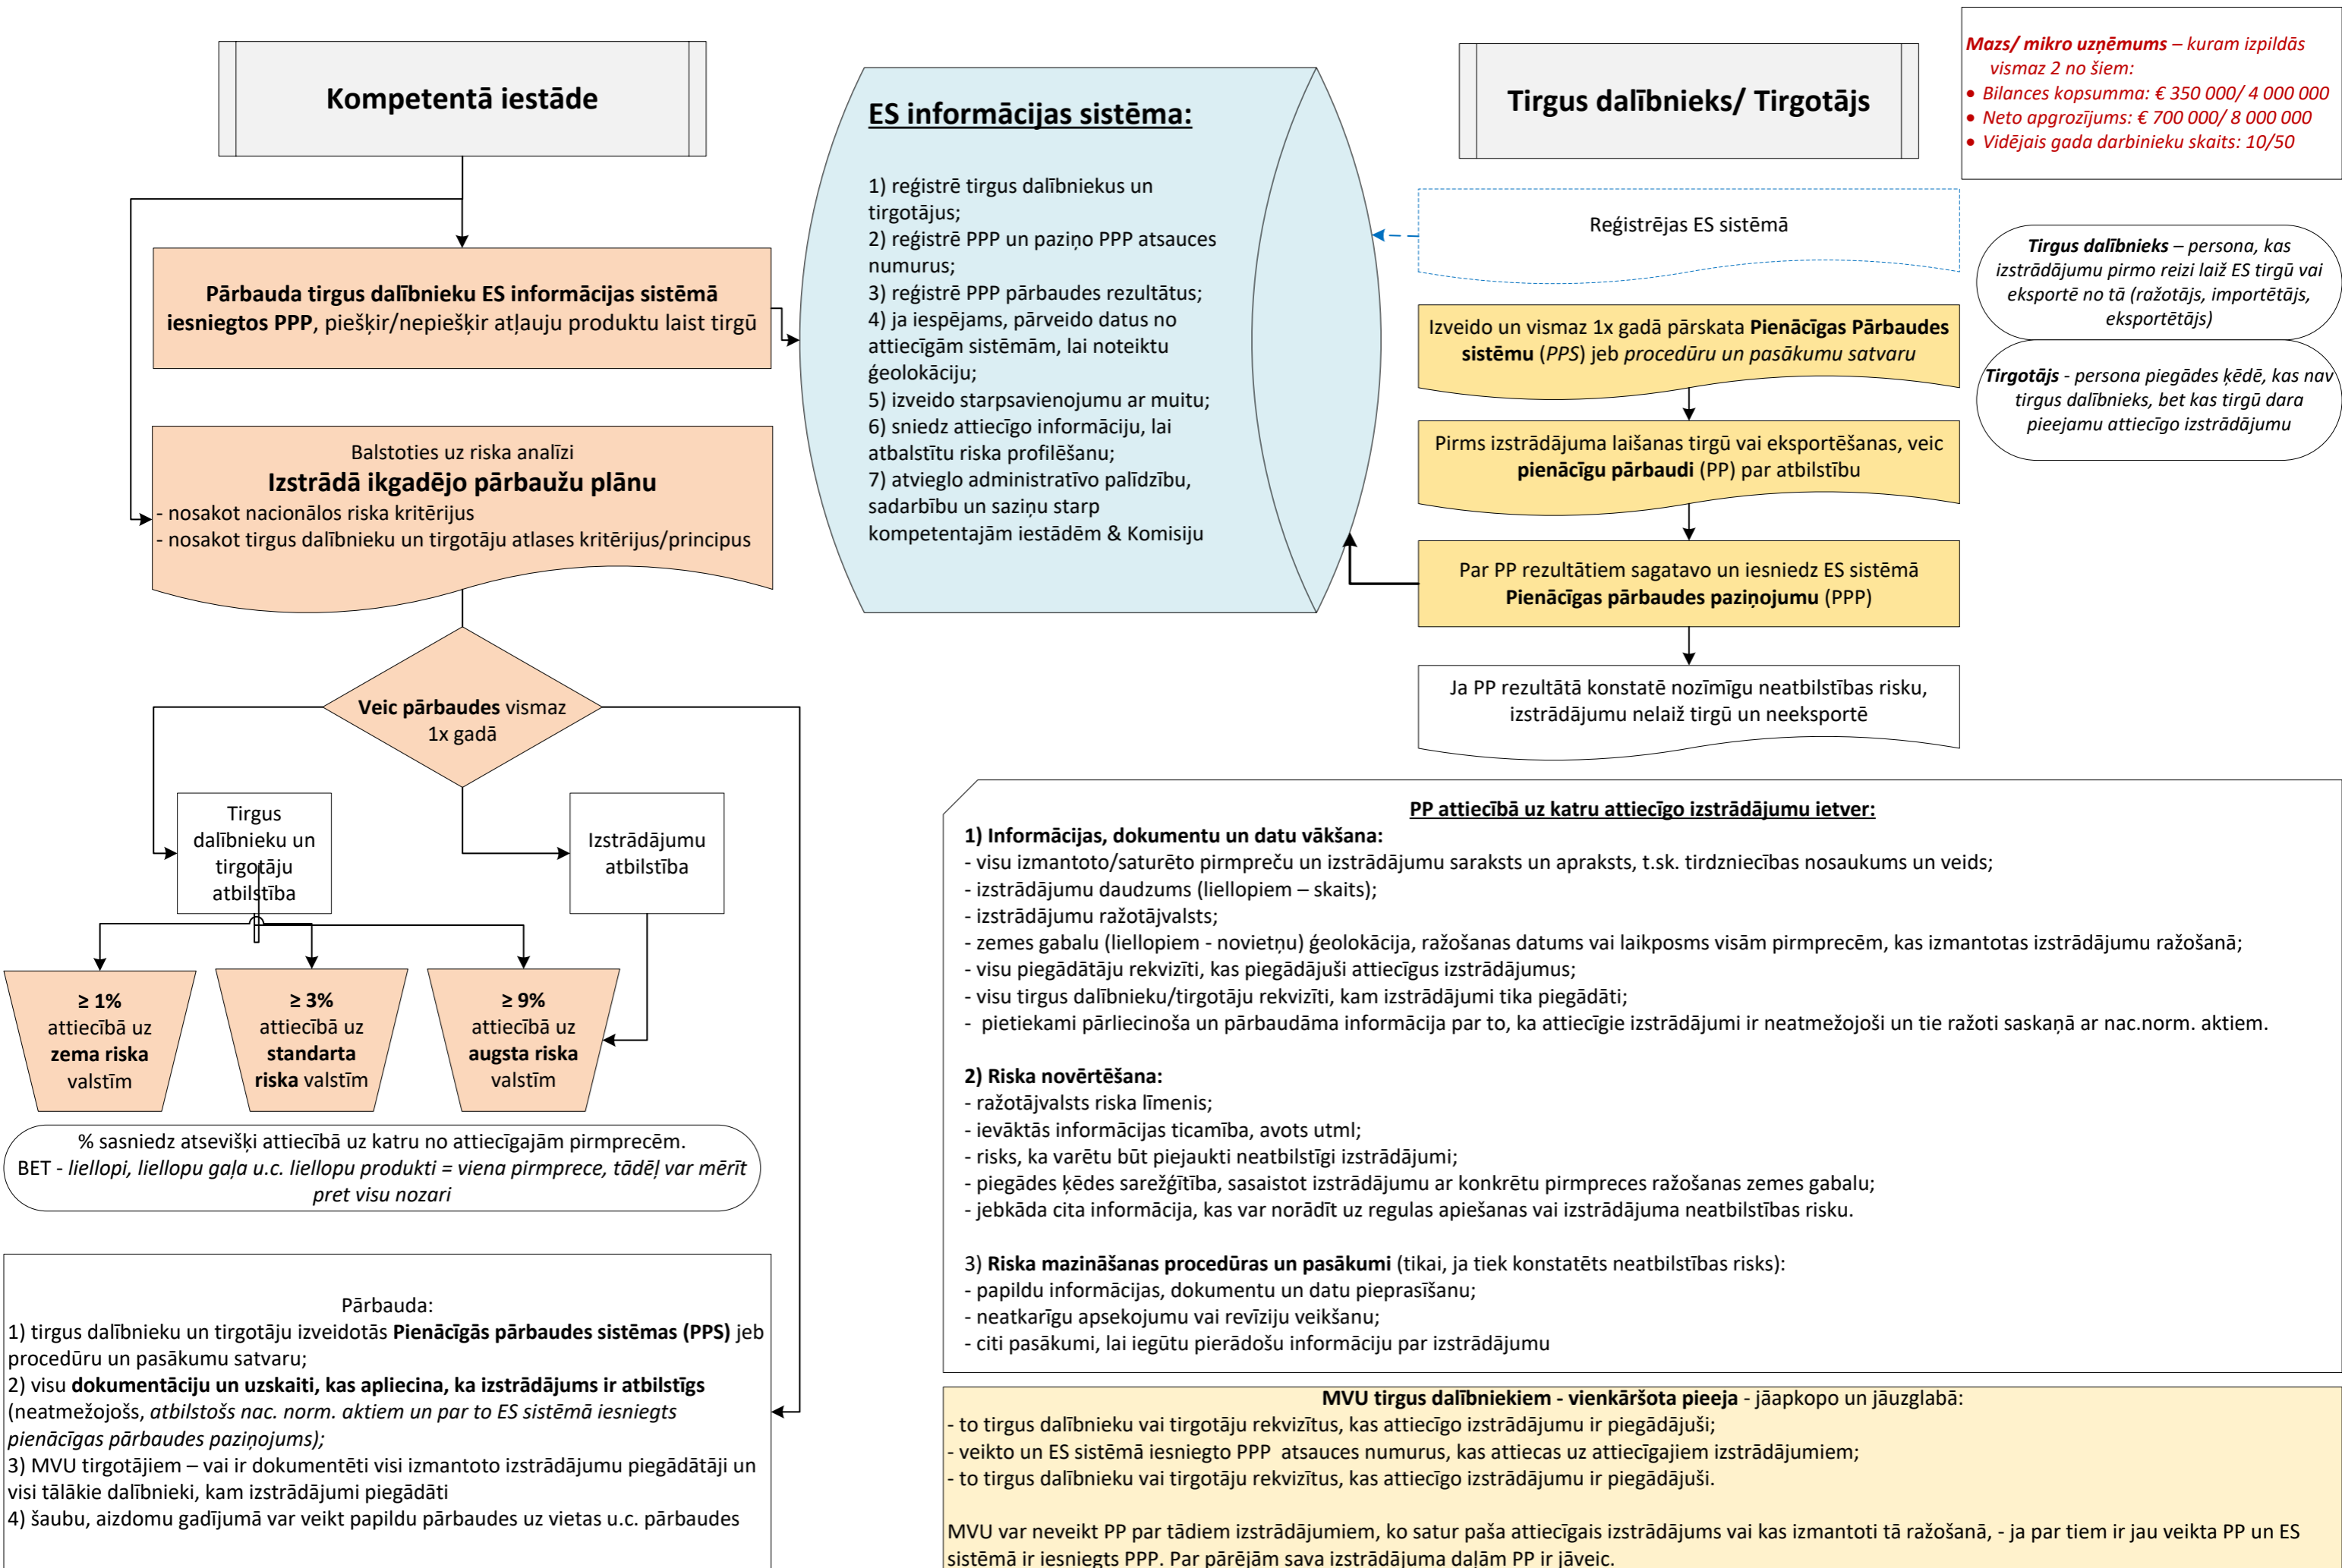 Kompetentā iestāde
Pārbauda tirgus dalībnieku ES informācijas sistēmā
iesniegtos PPP, piešķir/nepiešķir atļauju produktu laist tirgū
Balstoties uz riska analīzi
Izstrādā ikgadējo pārbaužu plānu
- nosakot nacionālos riska kritērijus
- nosakot tirgus dalībnieku un tirgotāju atlases kritērijus/principus
Veic pārbaudes vismaz
1x gadā
Tirgus
dalībnieku un
tirgotāju
atbilstība
Izstrādājumu
atbilstība
≥ 1%
attiecībā uz
zema riska
valstīm
≥ 3%
attiecībā uz
standarta
riska valstīm
≥ 9%
attiecībā uz
augsta riska
valstīm
% sasniedz atsevišķi attiecībā uz katru no attiecīgajām pirmprecēm.
BET - liellopi, liellopu gaļa u.c. liellopu produkti = viena pirmprece, tādēļ var mērīt
pret visu nozari
Pārbauda:
1) tirgus dalībnieku un tirgotāju izveidotās Pienācīgās pārbaudes sistēmas (PPS) jeb
procedūru un pasākumu satvaru;
2) visu dokumentāciju un uzskaiti, kas apliecina, ka izstrādājums ir atbilstīgs
(neatmežojošs, atbilstošs nac. norm. aktiem un par to ES sistēmā iesniegts
pienācīgas pārbaudes paziņojums);
3) MVU tirgotājiem – vai ir dokumentēti visi izmantoto izstrādājumu piegādātāji un
visi tālākie dalībnieki, kam izstrādājumi piegādāti
4) šaubu, aizdomu gadījumā var veikt papildu pārbaudes uz vietas u.c. pārbaudes
ES informācijas sistēma:
1) reģistrē tirgus dalībniekus un
tirgotājus;
2) reģistrē PPP un paziņo PPP atsauces
numurus;
3) reģistrē PPP pārbaudes rezultātus;
4) ja iespējams, pārveido datus no
attiecīgām sistēmām, lai noteiktu
ģeolokāciju;
5) izveido starpsavienojumu ar muitu;
6) sniedz attiecīgo informāciju, lai
atbalstītu riska profilēšanu;
7) atvieglo administratīvo palīdzību,
sadarbību un saziņu starp
kompetentajām iestādēm & Komisiju
Tirgus dalībnieks/ Tirgotājs
Reģistrējas ES sistēmā
Izveido un vismaz 1x gadā pārskata Pienācīgas Pārbaudes
sistēmu (PPS) jeb procedūru un pasākumu satvaru
Pirms izstrādājuma laišanas tirgū vai eksportēšanas, veic
pienācīgu pārbaudi (PP) par atbilstību
Par PP rezultātiem sagatavo un iesniedz ES sistēmā
Pienācīgas pārbaudes paziņojumu (PPP)
Ja PP rezultātā konstatē nozīmīgu neatbilstības risku,
izstrādājumu nelaiž tirgū un neeksportē
Mazs/ mikro uzņēmums – kuram izpildās
vismaz 2 no šiem:
• Bilances kopsumma: € 350 000/ 4 000 000
• Neto apgrozījums: € 700 000/ 8 000 000
• Vidējais gada darbinieku skaits: 10/50
Tirgus dalībnieks – persona, kas
izstrādājumu pirmo reizi laiž ES tirgū vai
eksportē no tā (ražotājs, importētājs,
eksportētājs)
Tirgotājs - persona piegādes ķēdē, kas nav
tirgus dalībnieks, bet kas tirgū dara
pieejamu attiecīgo izstrādājumu
PP attiecībā uz katru attiecīgo izstrādājumu ietver:
1) Informācijas, dokumentu un datu vākšana:
- visu izmantoto/saturēto pirmpreču un izstrādājumu saraksts un apraksts, t.sk. tirdzniecības nosaukums un veids;
- izstrādājumu daudzums (liellopiem – skaits);
- izstrādājumu ražotājvalsts;
- zemes gabalu (liellopiem - novietņu) ģeolokācija, ražošanas datums vai laikposms visām pirmprecēm, kas izmantotas izstrādājumu ražošanā;
- visu piegādātāju rekvizīti, kas piegādājuši attiecīgus izstrādājumus;
- visu tirgus dalībnieku/tirgotāju rekvizīti, kam izstrādājumi tika piegādāti;
- pietiekami pārliecinoša un pārbaudāma informācija par to, ka attiecīgie izstrādājumi ir neatmežojoši un tie ražoti saskaņā ar nac.norm. aktiem.
2) Riska novērtēšana:
- ražotājvalsts riska līmenis;
- ievāktās informācijas ticamība, avots utml;
- risks, ka varētu būt piejaukti neatbilstīgi izstrādājumi;
- piegādes ķēdes sarežģītība, sasaistot izstrādājumu ar konkrētu pirmpreces ražošanas zemes gabalu;
- jebkāda cita informācija, kas var norādīt uz regulas apiešanas vai izstrādājuma neatbilstības risku.
3) Riska mazināšanas procedūras un pasākumi (tikai, ja tiek konstatēts neatbilstības risks):
- papildu informācijas, dokumentu un datu pieprasīšanu;
- neatkarīgu apsekojumu vai revīziju veikšanu;
- citi pasākumi, lai iegūtu pierādošu informāciju par izstrādājumu
MVU tirgus dalībniekiem - vienkāršota pieeja - jāapkopo un jāuzglabā:
- to tirgus dalībnieku vai tirgotāju rekvizītus, kas attiecīgo izstrādājumu ir piegādājuši;
- veikto un ES sistēmā iesniegto PPP atsauces numurus, kas attiecas uz attiecīgajiem izstrādājumiem;
- to tirgus dalībnieku vai tirgotāju rekvizītus, kas attiecīgo izstrādājumu ir piegādājuši.
MVU var neveikt PP par tādiem izstrādājumiem, ko satur paša attiecīgais izstrādājums vai kas izmantoti tā ražošanā, - ja par tiem ir jau veikta PP un ES
sistēmā ir iesniegts PPP. Par pārējām sava izstrādājuma daļām PP ir jāveic.